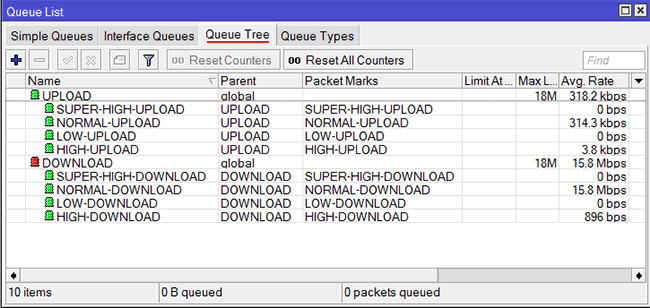 Queue List
Simple Queues Interface Queues Queue Tree Queue Types
00 Reset Counters 00 Reset All Counters Find
Name Parent Packet Marks Limit At ... Max L... Avg. Rate
UPLOAD global 18M 318.2 kbps
SUPER-HIGH-UPLOAD UPLOAD SUPER-HIGH-UPLOAD 0 bps
NORMAL-UPLOAD UPLOAD NORMAL-UPLOAD 314.3 kbps
LOW-UPLOAD UPLOAD LOW-UPLOAD 0 bps
HIGH-UPLOAD UPLOAD HIGH-UPLOAD 3.8 kbps
DOWNLOAD global 18M 15.8 Mbps
SUPER-HIGH-DOWNLOAD DOWNLOAD SUPER-HIGH-DOWNLOAD 0 bps
NORMAL-DOWNLOAD DOWNLOAD NORMAL-DOWNLOAD 15.8 Mbps
LOW-DOWNLOAD DOWNLOAD LOW-DOWNLOAD 0 bps
HIGH-DOWNLOAD DOWNLOAD HIGH-DOWNLOAD 896 bps
10 items 0 B queued 0 packets queued